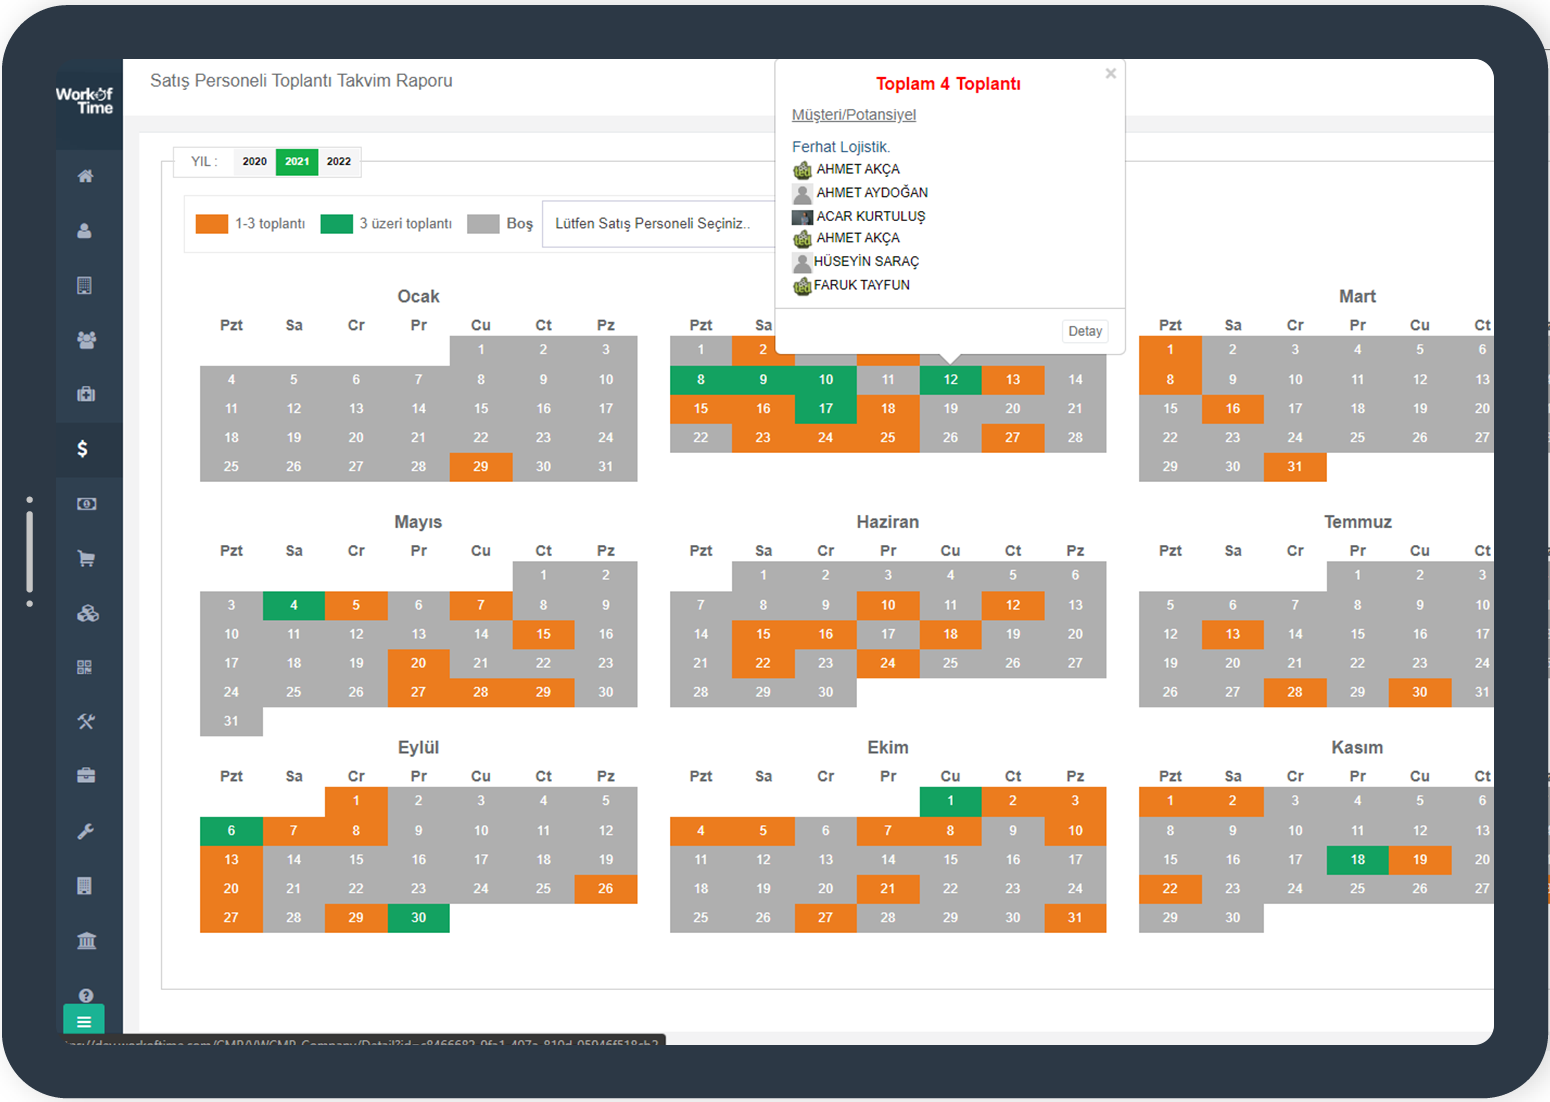 Workof
Time
Satış Personeli Toplantı Takvim Raporu
Toplam 4 Toplantı
×
Müşteri/Potansiyel
Ferhat Lojistik.
AHMET AKÇA
AHMET AYDOĞAN
ACAR KURTULUŞ
AHMET AKÇA
HÜSEYİN SARAÇ
FARUK TAYFUN
Detay
YIL : 2020 2021 2022
1-3 toplantı 3 üzeri toplantı Boş Lütfen Satış Personeli Seçiniz..
Ocak
Pzt Sa Cr Pr Cu Ct Pz
1 2 3
4 5 6 7 8 9 10
11 12 13 14 15 16 17
18 19 20 21 22 23 24
25 26 27 28 29 30 31
Pzt Sa
1 2
8 9 10 11 12 13 14
15 16 17 18 19 20 21
22 23 24 25 26 27 28
Mart
Pzt Sa Cr Pr Cu Ct
1 2 3 4 5 6
8 9 10 11 12 13
15 16 17 18 19 20
22 23 24 25 26 27
29 30 31
Mayıs
Pzt Sa Cr Pr Cu Ct Pz
1 2
3 4 5 6 7 8 9
10 11 12 13 14 15 16
17 18 19 20 21 22 23
24 25 26 27 28 29 30
31
Haziran
Pzt Sa Cr Pr Cu Ct Pz
1 2 3 4 5 6
7 8 9 10 11 12 13
14 15 16 17 18 19 20
21 22 23 24 25 26 27
28 29 30
Temmuz
Pzt Sa Cr Pr Cu Ct
1 2 3
5 6 7 8 9 10
12 13 14 15 16 17
19 20 21 22 23 24
26 27 28 29 30 31
Eylül
Pzt Sa Cr Pr Cu Ct Pz
1 2 3 4 5
6 7 8 9 10 11 12
13 14 15 16 17 18 19
20 21 22 23 24 25 26
27 28 29 30
Ekim
Pzt Sa Cr Pr Cu Ct Pz
1 2 3
4 5 6 7 8 9 10
11 12 13 14 15 16 17
18 19 20 21 22 23 24
25 26 27 28 29 30 31
Kasım
Pzt Sa Cr Pr Cu Ct
1 2 3 4 5 6
8 9 10 11 12 13
15 16 17 18 19 20
22 23 24 25 26 27
29 30